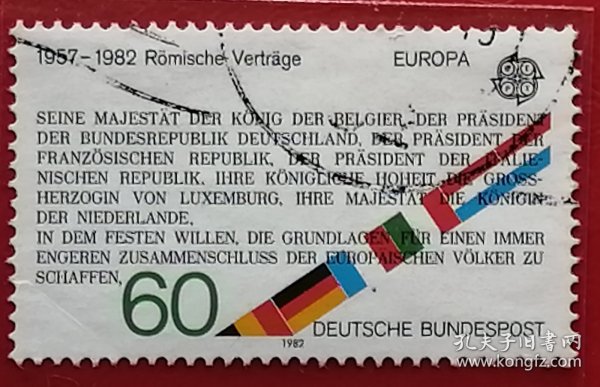 1957–1982 Römische Verträge
EUROPA
SEINE MAJESTÄT DER KÖNIG DER BELGIER, DER PRÄSIDENT
DER BUNDESREPUBLIK DEUTSCHLAND, DER PRÄSIDENT DER
FRANZÖSISCHEN REPUBLIK, DER PRÄSIDENT DER ITALIE-
NISCHEN REPUBLIK, IHRE KÖNIGLICHE HOHEIT DIE GROSS-
HERZOGIN VON LUXEMBURG, IHRE MAJESTÄT DIE KÖNIGIN
DER NIEDERLANDE,
IN DEM FESTEN WILLEN, DIE GRUNDLAGEN FÜR EINEN IMMER
ENGEREN ZUSAMMENSCHLUSS DER EUROPÄISCHEN VÖLKER ZU
SCHAFFEN,
60
DEUTSCHE BUNDESPOST
1982
孔夫子旧书网
www.kongfz.com